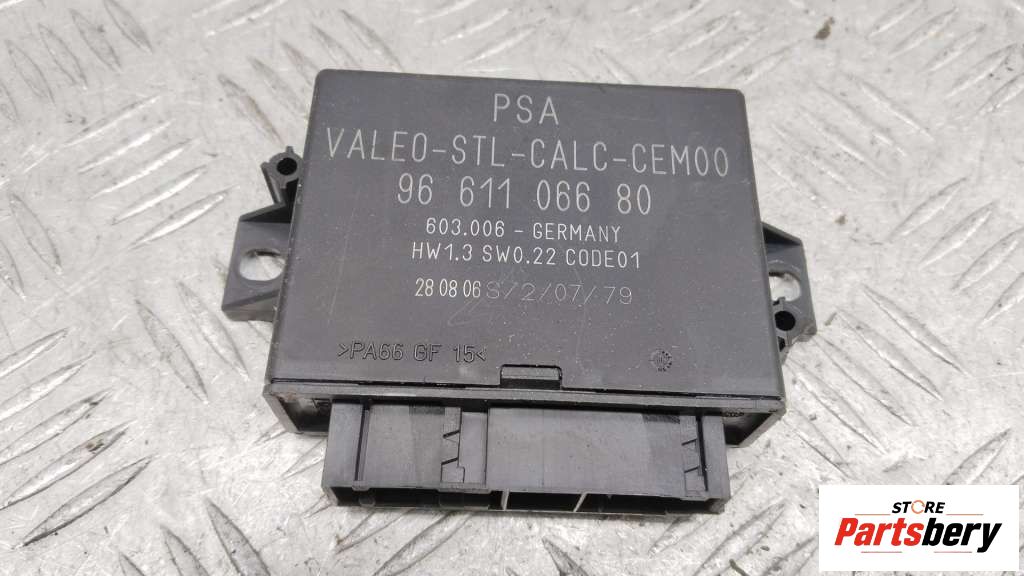 PSA
VALEO-STL-CALC-CEM00
96 611 066 80
603.006 - GERMANY
HW1.3 SW0.22 CODE01
28 08 06 S/2/07/79
>PA66 GF 15<
STORE
Partsbery